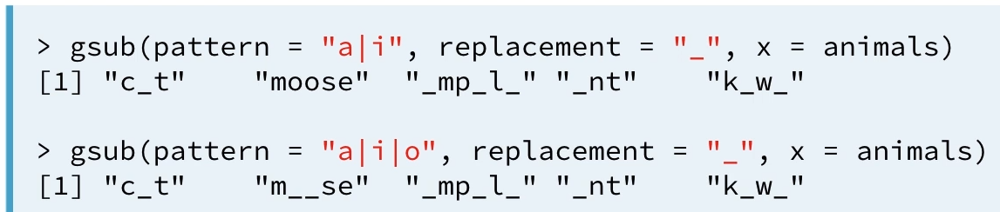 > gsub(pattern = "a|i", replacement = "_", x = animals)
[1] "c_t"    "moose"  "_mp_l_" "_nt"    "k_w_"
> gsub(pattern = "a|i|o", replacement = "_", x = animals)
[1] "c_t"    "m__se"  "_mp_l_" "_nt"    "k_w_"